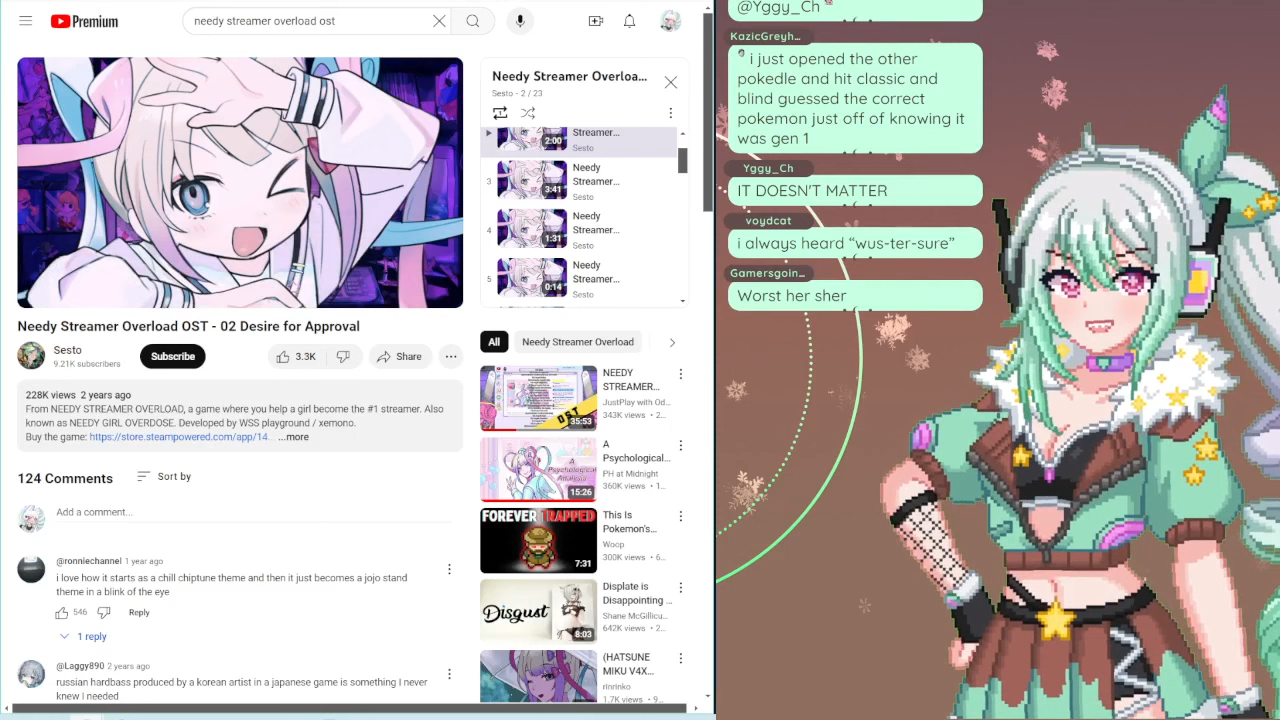 Premium
needy streamer overload ost
Needy Streamer Overloa...
Sesto - 2 / 23
Streamer...
2:00
Sesto
3
Needy
Streamer...
3:41
Sesto
4
Needy
Streamer...
1:31
Sesto
5
Needy
Streamer...
0:14
Sesto
Needy Streamer Overload OST - 02 Desire for Approval
Sesto
9.21K subscribers
Subscribe
3.3K
Share
228K views 2 years ago
From NEEDY STREAMER OVERLOAD, a game where you help a girl become the #1 streamer. Also
known as NEEDY GIRL OVERDOSE. Developed by WSS playground / xemono.
Buy the game: https://store.steampowered.com/app/14... ...more
124 Comments
Sort by
Add a comment...
@ronniechannel 1 year ago
i love how it starts as a chill chiptune theme and then it just becomes a jojo stand
theme in a blink of the eye
546
Reply
1 reply
@Laggy890 2 years ago
russian hardbass produced by a korean artist in a japanese game is something I never
knew I needed
All
Needy Streamer Overload
NEEDY
STREAMER...
JustPlay with Od...
343K views • 2...
OST
35:53
A
Psychological...
PH at Midnight
360K views • 1...
A
Psychological
15:26
This Is
Pokemon's...
Woop
300K views • 6...
FOREVER TRAPPED
7:31
Displate is
Disappointing ...
Shane McGillicu...
642K views • 2...
Disgust
8:03
(HATSUNE
MIKU V4X...
rinrinko
1.7K views • 9...
@Yggy_Ch
KazicGreyh...
i just opened the other
pokedle and hit classic and
blind guessed the correct
pokemon just off of knowing it
was gen 1
Yggy_Ch
IT DOESN'T MATTER
voydcat
i always heard “wus-ter-sure”
Gamersgoin...
Worst her sher